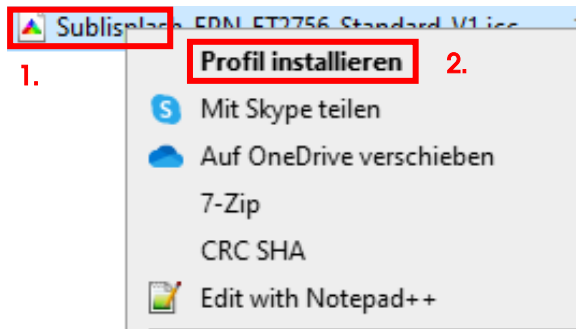 Sublisplash_EPN_ET2756_Standard_V1.icc
1.
Profil installieren
2.
Mit Skype teilen
Auf OneDrive verschieben
7-Zip
CRC SHA
Edit with Notepad++